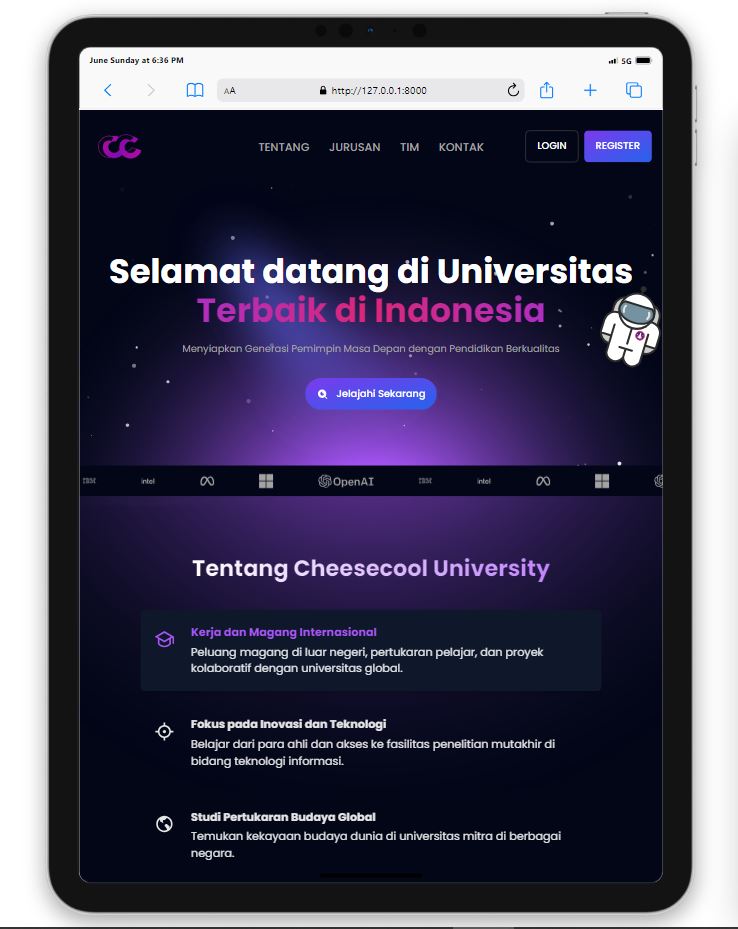 June Sunday at 6:36 PM
5G
AA
http://127.0.0.1:8000
CC
TENTANG JURUSAN TIM KONTAK LOGIN REGISTER
Selamat datang di Universitas
Terbaik di Indonesia
Menyiapkan Generasi Pemimpin Masa Depan dengan Pendidikan Berkualitas
Jelajahi Sekarang
IBM intel OpenAI IBM intel
Tentang Cheesecool University
Kerja dan Magang Internasional
Peluang magang di luar negeri, pertukaran pelajar, dan proyek
kolaboratif dengan universitas global.
Fokus pada Inovasi dan Teknologi
Belajar dari para ahli dan akses ke fasilitas penelitian mutakhir di
bidang teknologi informasi.
Studi Pertukaran Budaya Global
Temukan kekayaan budaya dunia di universitas mitra di berbagai
negara.